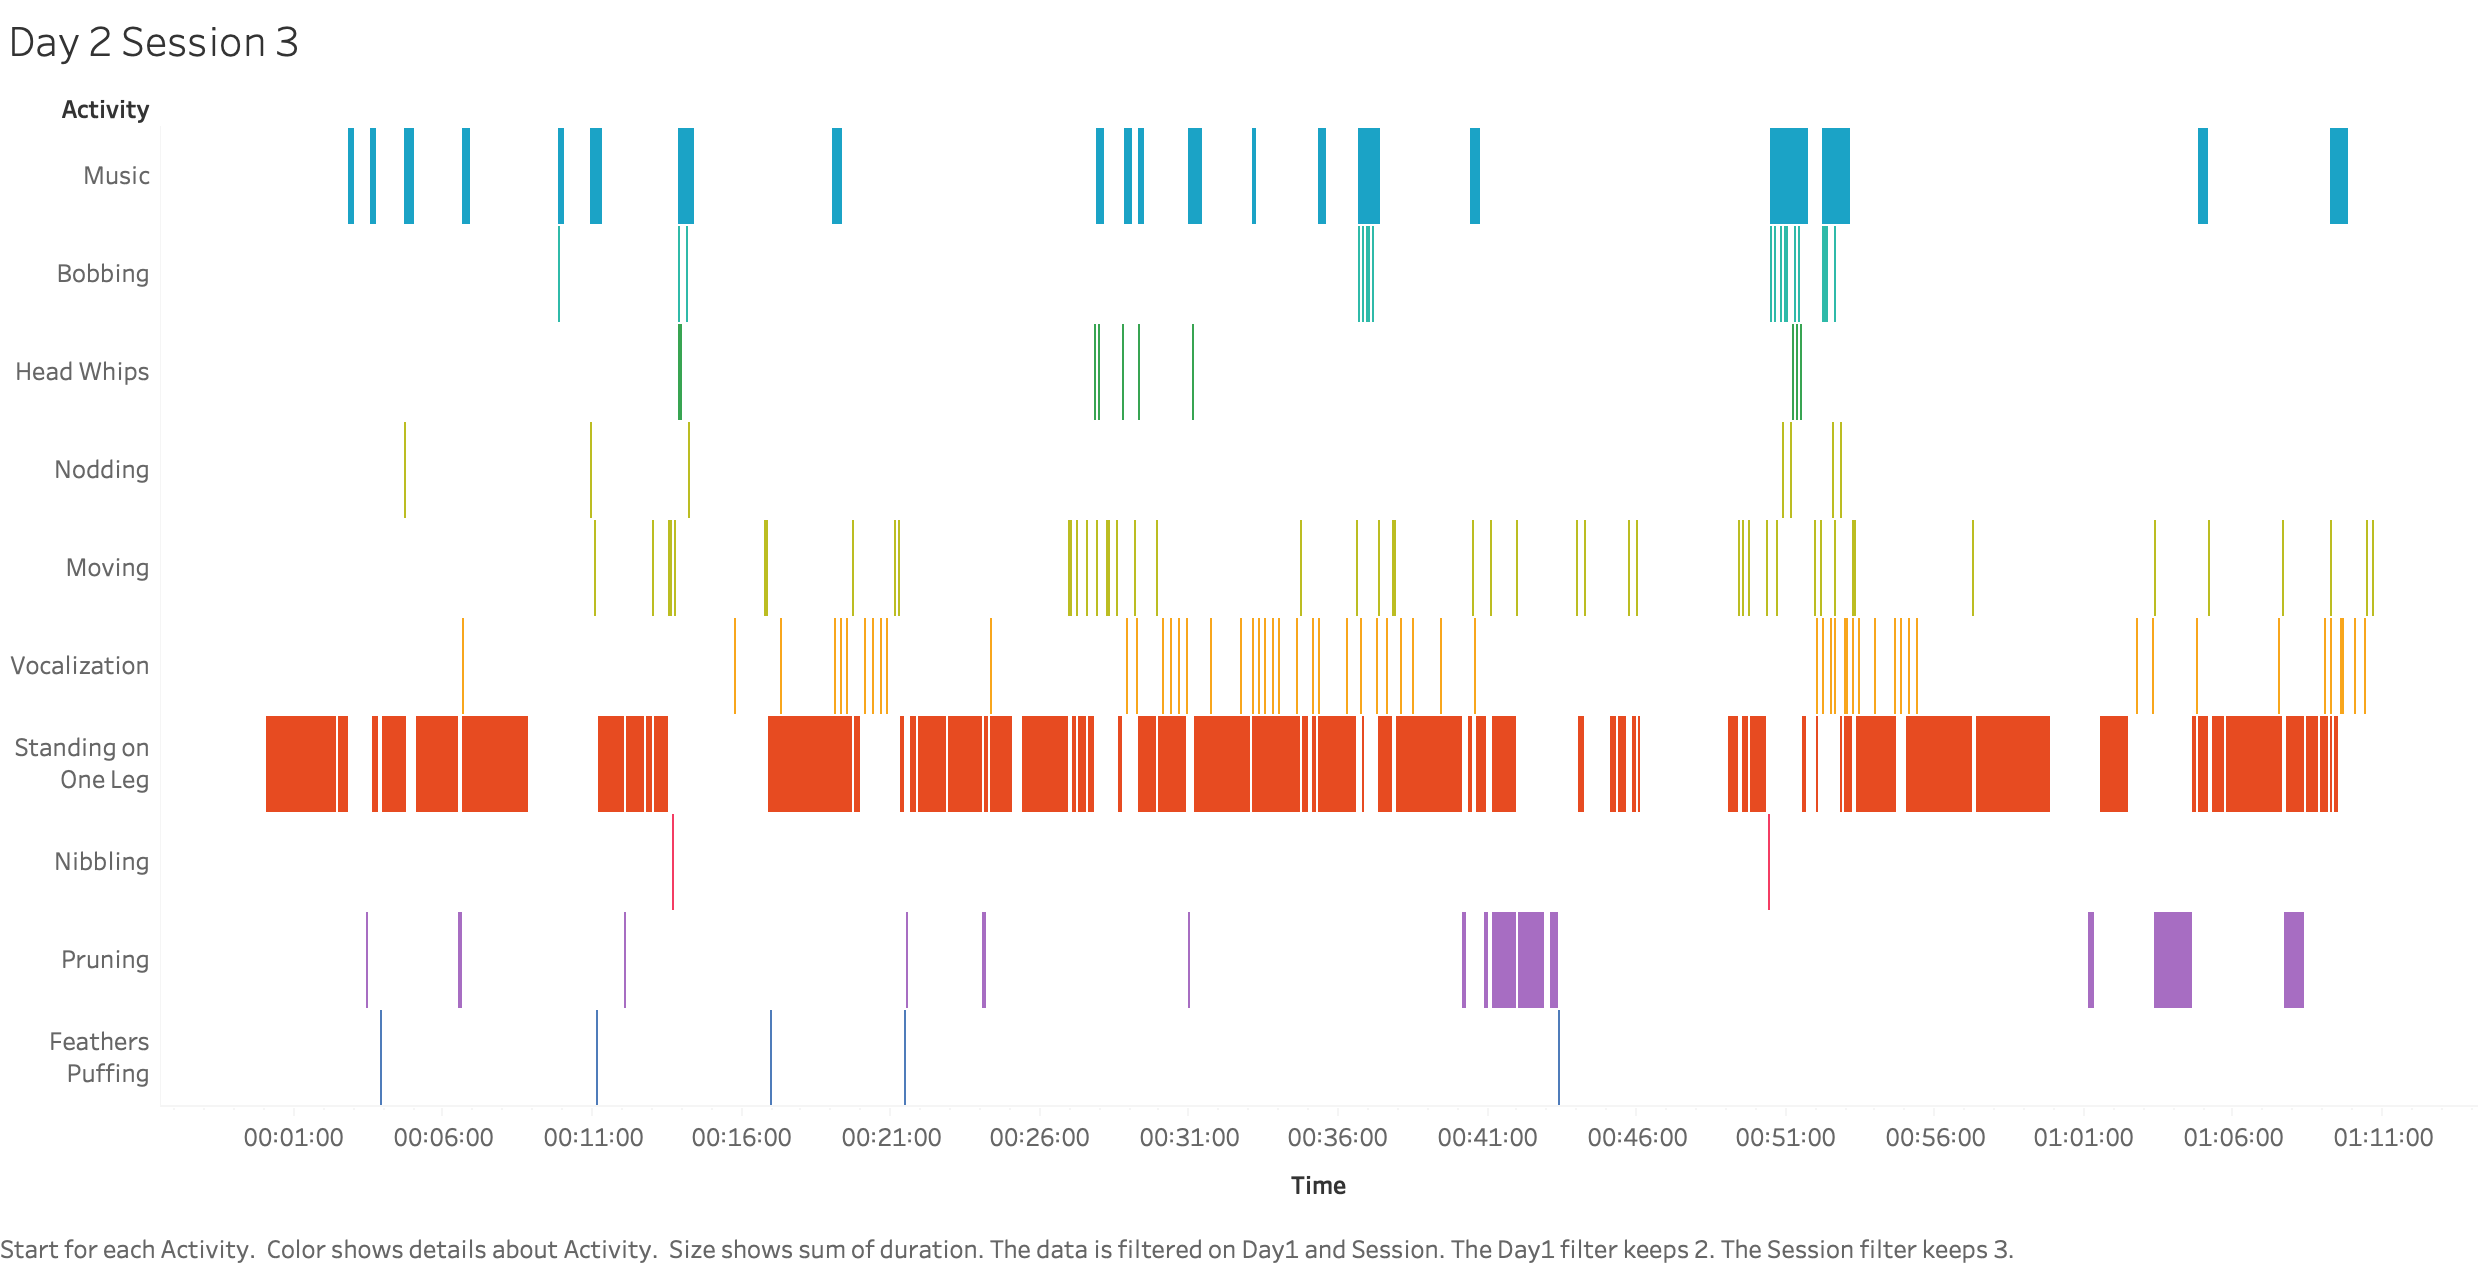 Day 2 Session 3
Activity
Music
Bobbing
Head Whips
Nodding
Moving
Vocalization
Standing on
One Leg
Nibbling
Pruning
Feathers
Puffing
00:01:00 00:06:00 00:11:00 00:16:00 00:21:00 00:26:00 00:31:00 00:36:00 00:41:00 00:46:00 00:51:00 00:56:00 01:01:00 01:06:00 01:11:00
Time
Start for each Activity. Color shows details about Activity. Size shows sum of duration. The data is filtered on Day1 and Session. The Day1 filter keeps 2. The Session filter keeps 3.